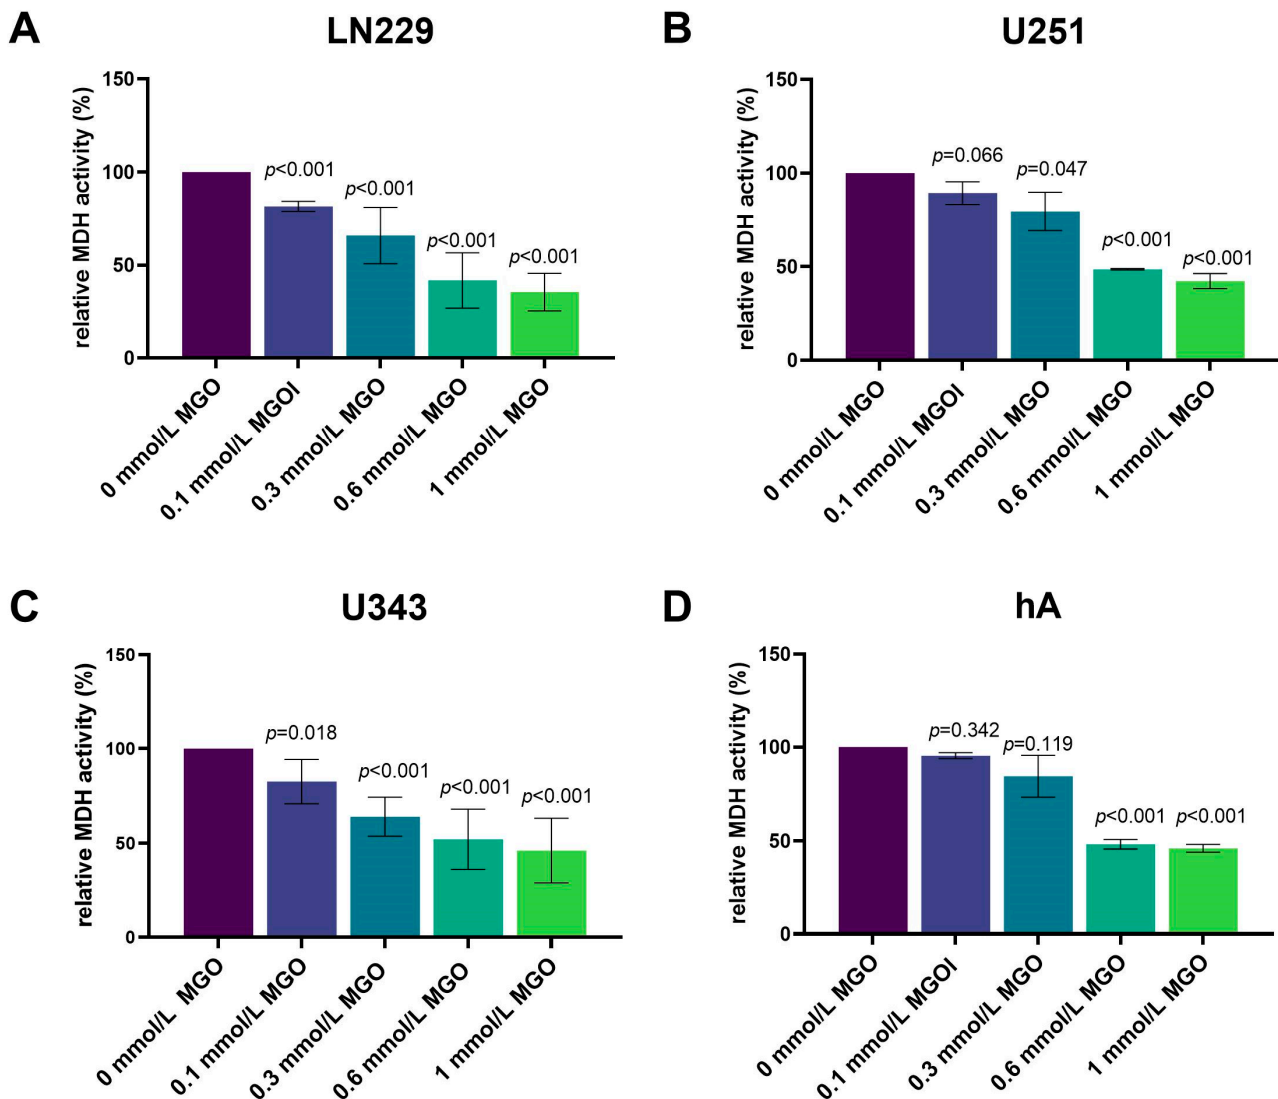 A
LN229
relative MDH activity (%)
150
100
50
0
p<0.001
p<0.001
p<0.001
p<0.001
0 mmol/L MGO
0.1 mmol/L MGOl
0.3 mmol/L MGO
0.6 mmol/L MGO
1 mmol/L MGO
B
U251
relative MDH activity (%)
150
100
50
0
p=0.066
p=0.047
p<0.001
p<0.001
0 mmol/L MGO
0.1 mmol/L MGOl
0.3 mmol/L MGO
0.6 mmol/L MGO
1 mmol/L MGO
C
U343
relative MDH activity (%)
150
100
50
0
p=0.018
p<0.001
p<0.001
p<0.001
0 mmol/L MGO
0.1 mmol/L MGO
0.3 mmol/L MGO
0.6 mmol/L MGO
1 mmol/L MGO
D
hA
relative MDH activity (%)
150
100
50
0
p=0.342
p=0.119
p<0.001
p<0.001
0 mmol/L MGO
0.1 mmol/L MGOl
0.3 mmol/L MGO
0.6 mmol/L MGO
1 mmol/L MGO